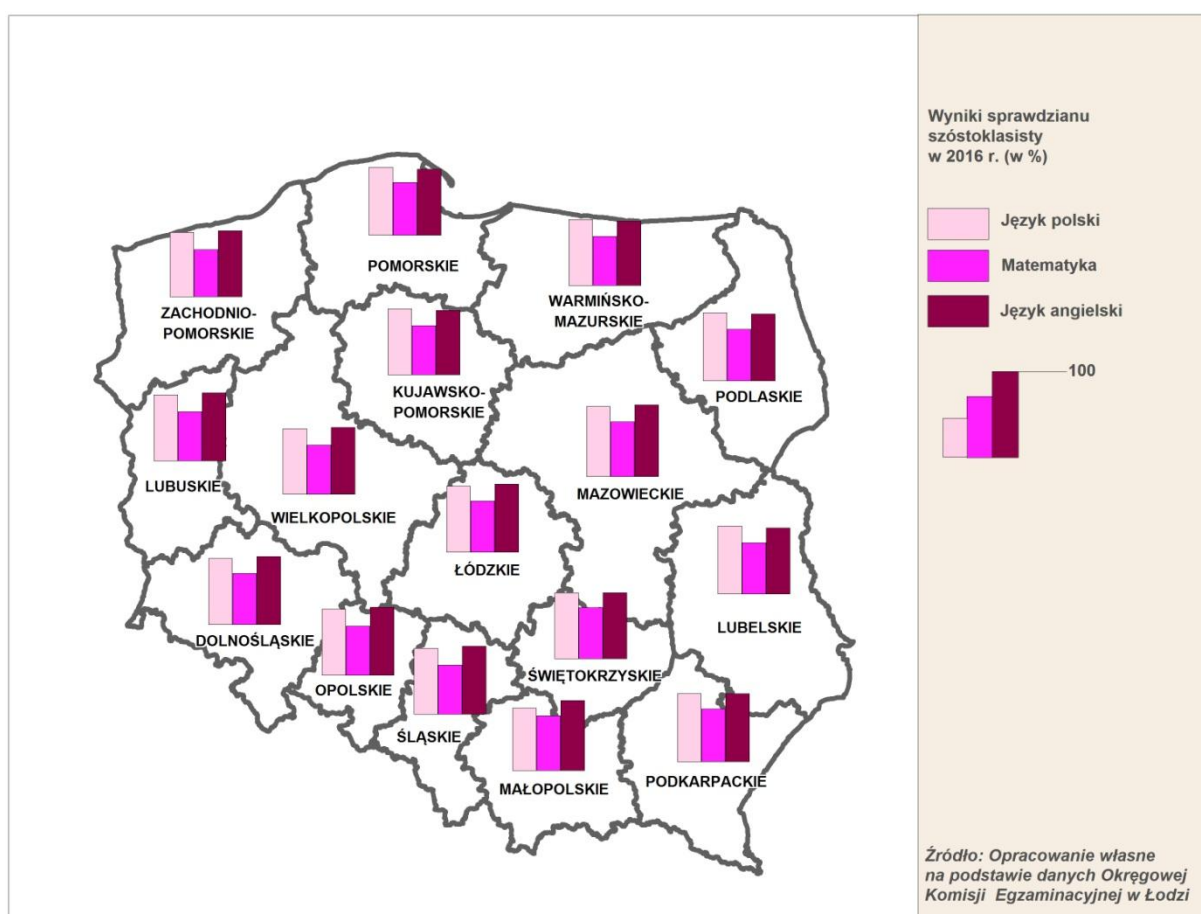 Wyniki sprawdzianu
szóstoklasisty
w 2016 r. (w %)
Język polski
Matematyka
Język angielski
100
POMORSKIE
ZACHODNIO-
POMORSKIE
WARMIŃSKO-
MAZURSKIE
KUJAWSKO-
POMORSKIE
PODLASKIE
LUBUSKIE
WIELKOPOLSKIE
MAZOWIECKIE
ŁÓDZKIE
DOLNOŚLĄSKIE
LUBELSKIE
OPOLSKIE
ŚWIĘTOKRZYSKIE
ŚLĄSKIE
MAŁOPOLSKIE
PODKARPACKIE
Źródło: Opracowanie własne
na podstawie danych Okręgowej
Komisji Egzaminacyjnej w Łodzi